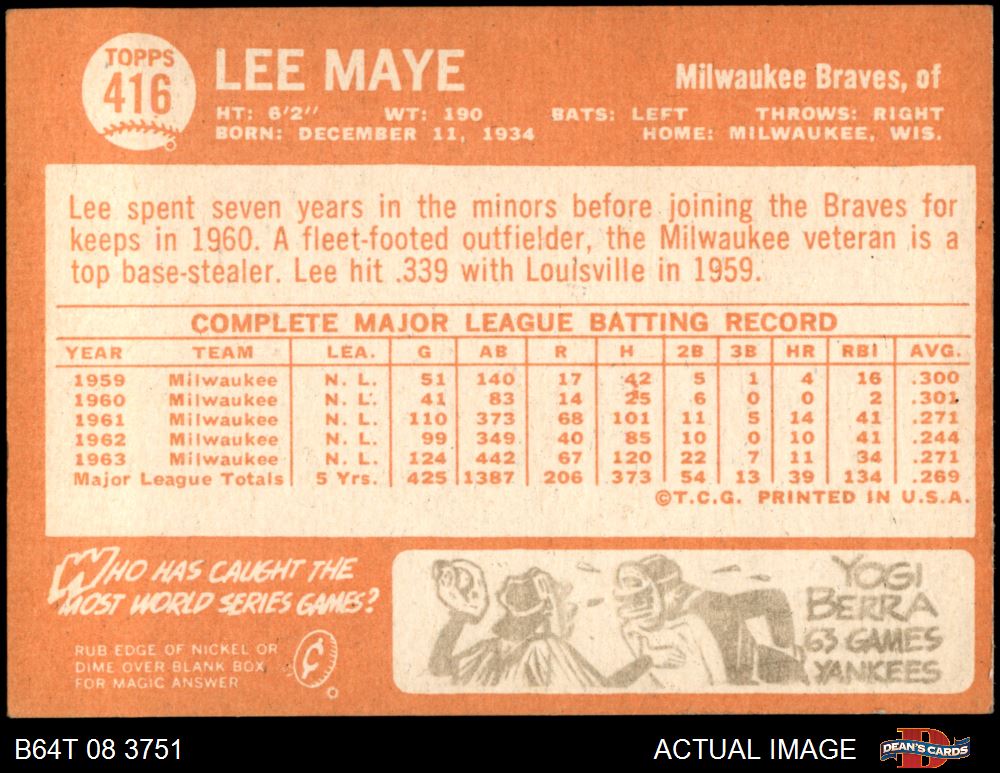 TOPPS
416
LEE MAYE
Milwaukee Braves, of
HT: 6'2" WT: 190 BATS: LEFT THROWS: RIGHT
BORN: DECEMBER 11, 1934 HOME: MILWAUKEE, WIS.
Lee spent seven years in the minors before joining the Braves for
keeps in 1960. A fleet-footed outfielder, the Milwaukee veteran is a
top base-stealer. Lee hit .339 with Louisville in 1959.
COMPLETE MAJOR LEAGUE BATTING RECORD
YEAR TEAM LEA. G AB R H 2B 3B HR RBI AVG.
1959 Milwaukee N. L. 51 140 17 42 5 1 4 16 .300
1960 Milwaukee N. L. 41 83 14 25 6 0 0 2 .301
1961 Milwaukee N. L. 110 373 68 101 11 5 14 41 .271
1962 Milwaukee N. L. 99 349 40 85 10 0 10 41 .244
1963 Milwaukee N. L. 124 442 67 120 22 7 11 34 .271
Major League Totals 5 Yrs. 425 1387 206 373 54 13 39 134 .269
©T.C.G. PRINTED IN U.S.A.
WHO HAS CAUGHT THE
MOST WORLD SERIES GAMES?
RUB EDGE OF NICKEL OR
DIME OVER BLANK BOX
FOR MAGIC ANSWER
YOGI
BERRA
63 GAMES
YANKEES
B64T 08 3751 ACTUAL IMAGE DEAN'S CARDS